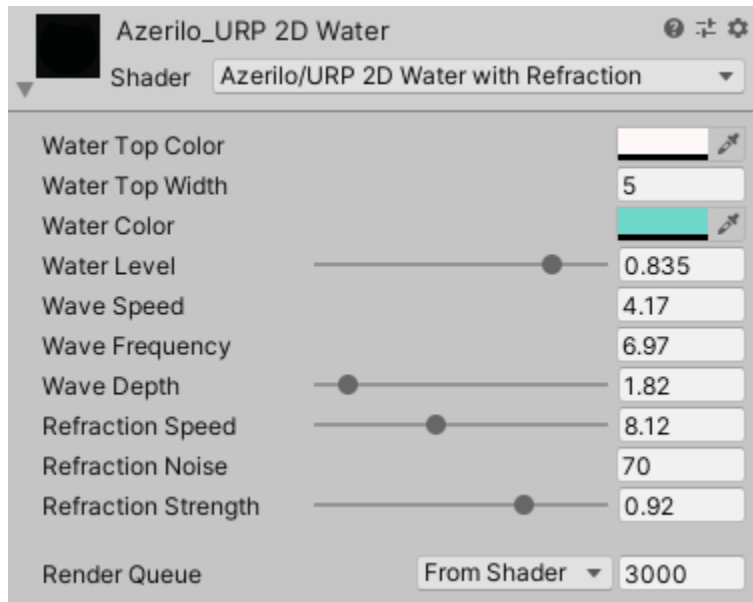 Azerilo_URP 2D Water
Shader Azerilo/URP 2D Water with Refraction
Water Top Color
Water Top Width 5
Water Color
Water Level 0.835
Wave Speed 4.17
Wave Frequency 6.97
Wave Depth 1.82
Refraction Speed 8.12
Refraction Noise 70
Refraction Strength 0.92
Render Queue From Shader 3000